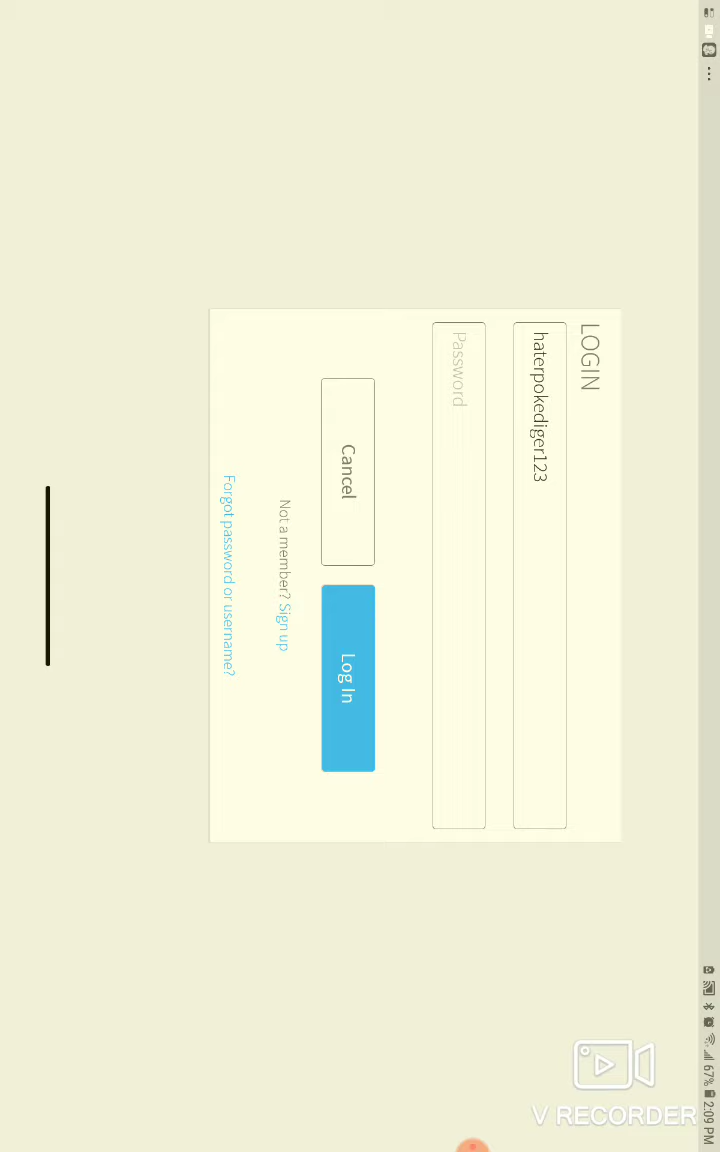 67% 2:09 PM
LOGIN
haterpokediger123
Password
Cancel
Log In
Not a member? Sign up
Forgot password or username?
V RECORDER